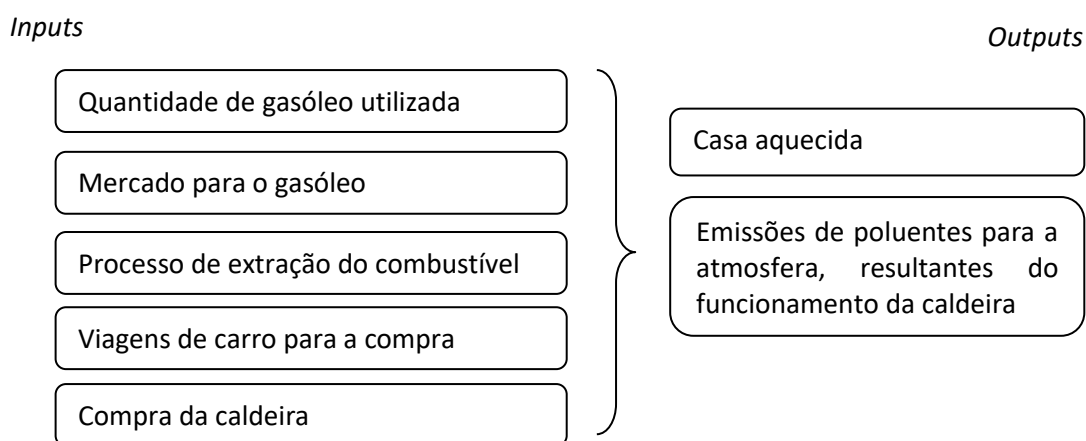 Inputs
Outputs
Quantidade de gasóleo utilizada
Mercado para o gasóleo
Processo de extração do combustível
Viagens de carro para a compra
Compra da caldeira
Casa aquecida
Emissões de poluentes para a
atmosfera, resultantes do
funcionamento da caldeira